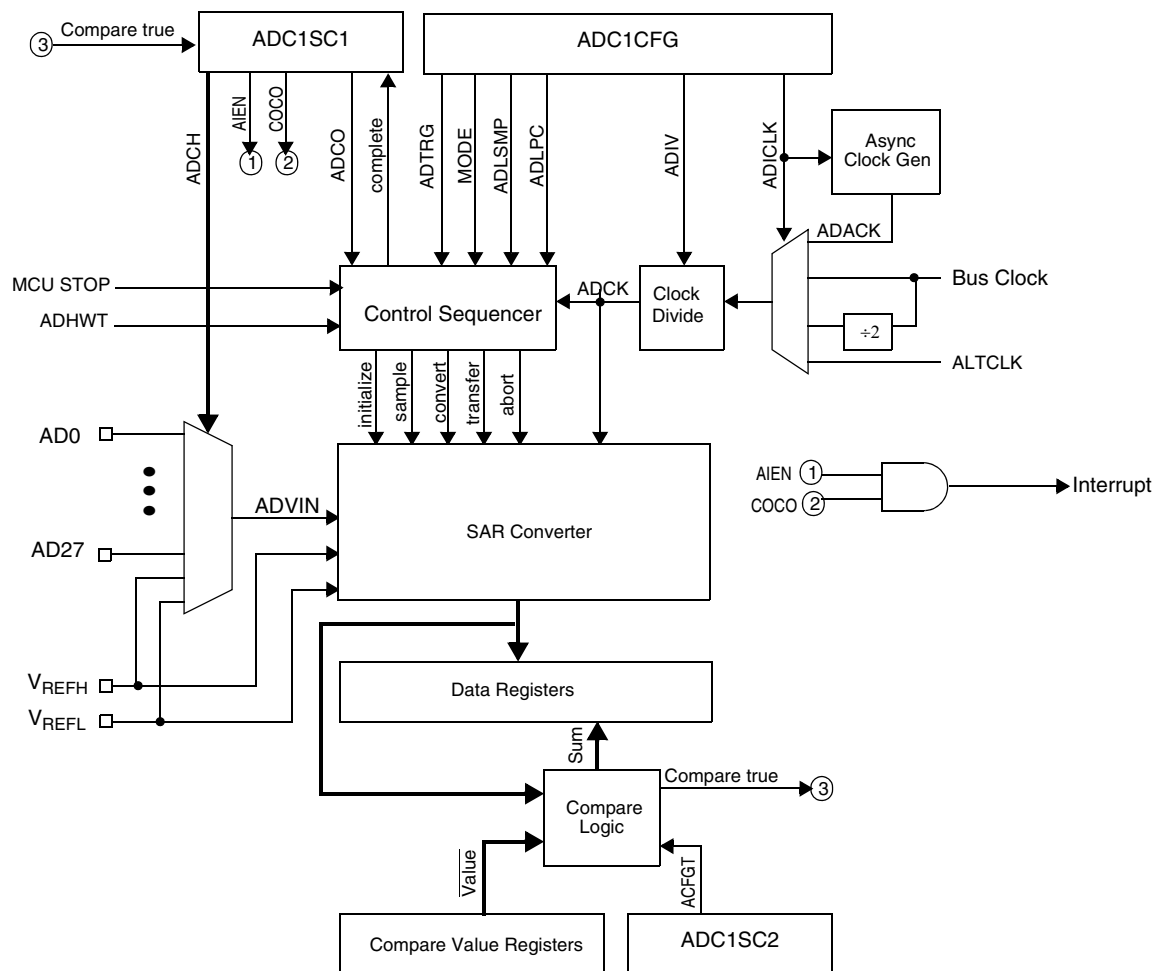 3
Compare true
ADC1SC1
ADC1CFG
ADCH
AIEN
COCO
ADCO
complete
ADTRG
MODE
ADLSMP
ADLPC
ADIV
ADICLK
1
2
Async
Clock Gen
ADACK
MCU STOP
ADHWT
Control Sequencer
ADCK
Clock
Divide
Bus Clock
÷2
ALTCLK
initialize
sample
convert
transfer
abort
AD0
AD27
ADVIN
SAR Converter
AIEN 1
COCO 2
Interrupt
VREFH
VREFL
Data Registers
Sum
Compare
Logic
Compare true
3
Value
ACFGT
Compare Value Registers
ADC1SC2